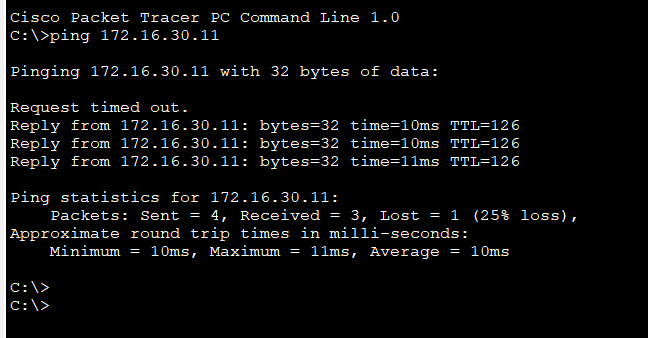 Cisco Packet Tracer PC Command Line 1.0
C:\>ping 172.16.30.11
Pinging 172.16.30.11 with 32 bytes of data:
Request timed out.
Reply from 172.16.30.11: bytes=32 time=10ms TTL=126
Reply from 172.16.30.11: bytes=32 time=10ms TTL=126
Reply from 172.16.30.11: bytes=32 time=11ms TTL=126
Ping statistics for 172.16.30.11:
    Packets: Sent = 4, Received = 3, Lost = 1 (25% loss),
Approximate round trip times in milli-seconds:
    Minimum = 10ms, Maximum = 11ms, Average = 10ms
C:\>
C:\>